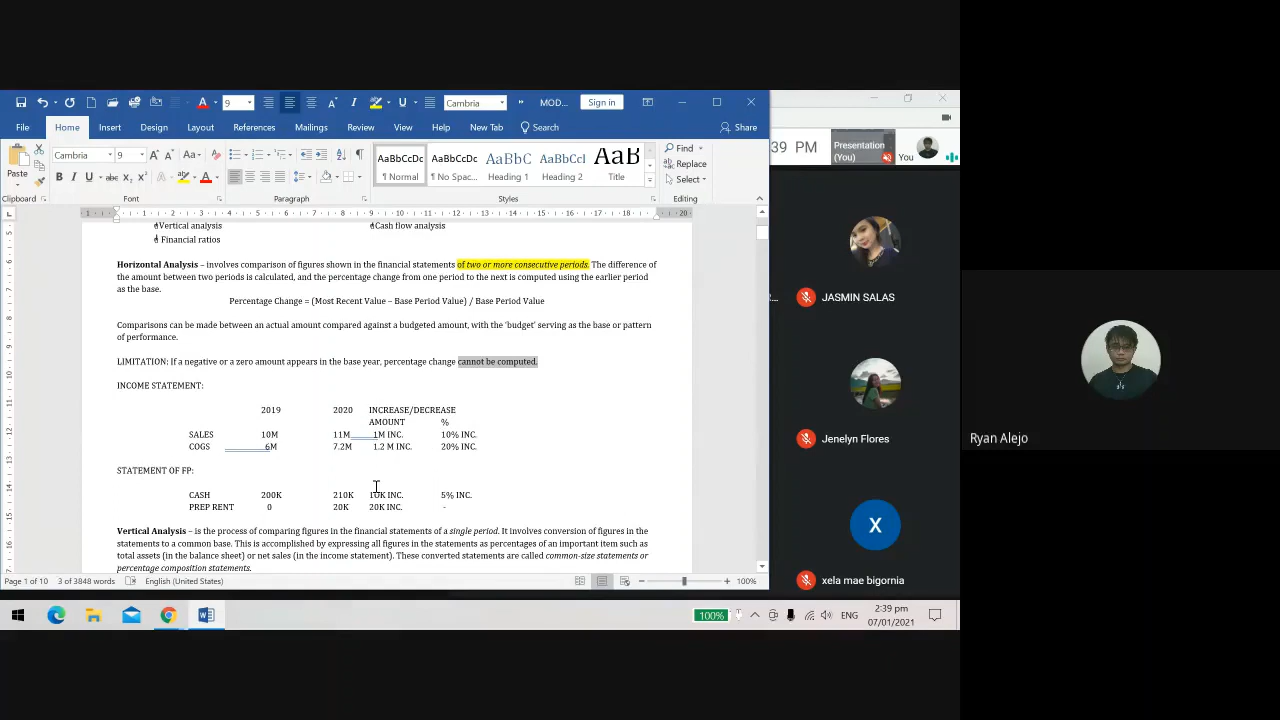 9
Cambria
MOD...
Sign in
File Home Insert Design Layout References Mailings Review View Help New Tab Search Share
Paste
Cambria 9
AaBbCcDc AaBbCcDc AaBbC AaBbCcI AaB
¶ Normal ¶ No Spac... Heading 1 Heading 2 Title
Find
Replace
Select
Clipboard Font Paragraph Styles Editing
Vertical analysis Cash flow analysis
Financial ratios
Horizontal Analysis – involves comparison of figures shown in the financial statements of two or more consecutive periods. The difference of
the amount between two periods is calculated, and the percentage change from one period to the next is computed using the earlier period
as the base.
Percentage Change = (Most Recent Value – Base Period Value) / Base Period Value
Comparisons can be made between an actual amount compared against a budgeted amount, with the ‘budget’ serving as the base or pattern
of performance.
LIMITATION: If a negative or a zero amount appears in the base year, percentage change cannot be computed.
INCOME STATEMENT:
2019 2020 INCREASE/DECREASE
AMOUNT %
SALES 10M 11M 1M INC. 10% INC.
COGS 6M 7.2M 1.2 M INC. 20% INC.
STATEMENT OF FP:
CASH 200K 210K 10K INC. 5% INC.
PREP RENT 0 20K 20K INC. -
Vertical Analysis – is the process of comparing figures in the financial statements of a single period. It involves conversion of figures in the
statements to a common base. This is accomplished by expressing all figures in the statements as percentages of an important item such as
total assets (in the balance sheet) or net sales (in the income statement). These converted statements are called common-size statements or
percentage composition statements.
Page 1 of 10 3 of 3848 words English (United States) 100%
100% ENG 2:39 pm
07/01/2021
39 PM
Presentation
(You)
You
R...
JASMIN SALAS
Jenelyn Flores
X
xela mae bigornia
Ryan Alejo